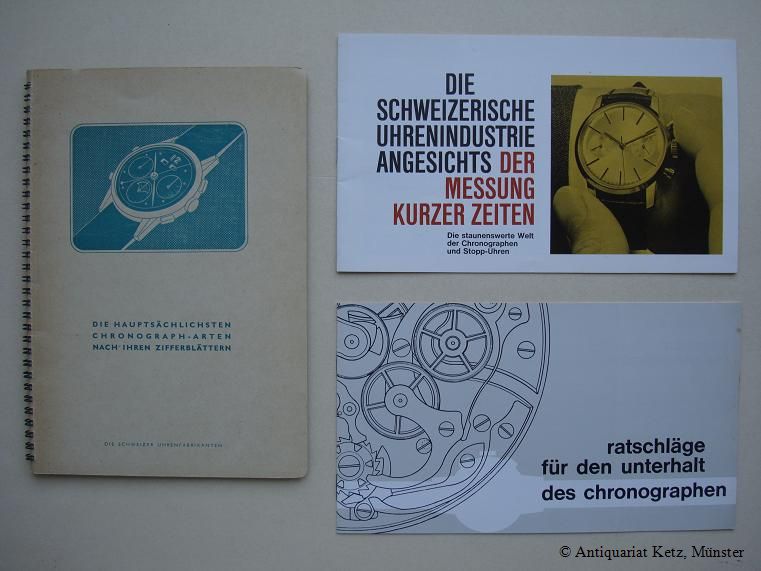 DIE HAUPTSÄCHLICHSTEN
CHRONOGRAPH-ARTEN
NACH IHREN ZIFFERBLÄTTERN
DIE SCHWEIZER UHRENFABRIKANTEN
DIE
SCHWEIZERISCHE
UHRENINDUSTRIE
ANGESICHTS DER
MESSUNG
KURZER ZEITEN
Die staunenswerte Welt
der Chronographen
und Stopp-Uhren
ratschläge
für den unterhalt
des chronographen
© Antiquariat Ketz, Münster